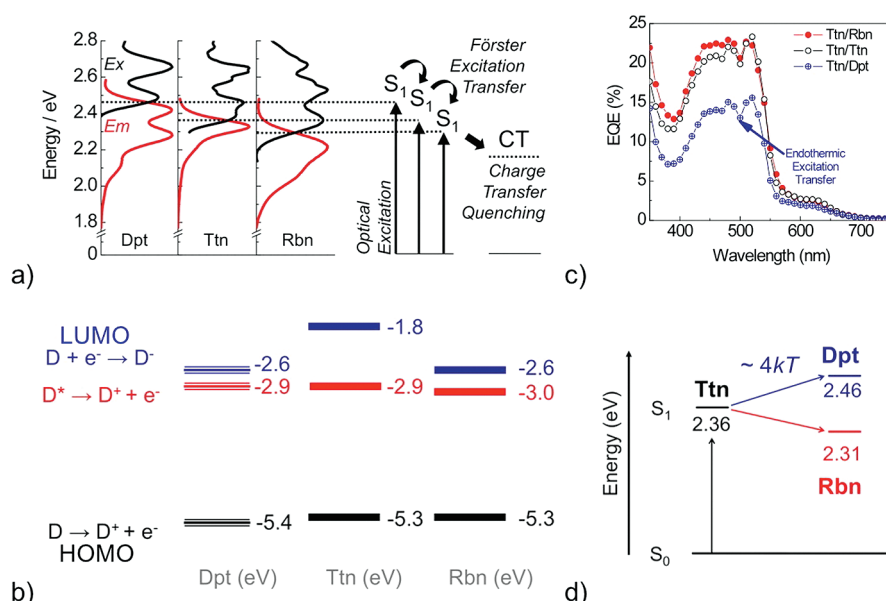 a)
Energy / eV
2.8
2.6
2.4
2.2
2.0
1.8
0
Ex
Em
Dpt
Ttn
Rbn
Förster
Excitation
Transfer
S1
S1
S1
CT
Charge
Transfer
Quenching
Optical
Excitation
c)
EQE (%)
25
20
15
10
5
0
Ttn/Rbn
Ttn/Ttn
Ttn/Dpt
Endothermic
Excitation
Transfer
400 500 600 700
Wavelength (nm)
b)
LUMO
D + e- → D-
D* → D+ + e-
D → D+ + e-
HOMO
-2.6
-2.9
-5.4
-1.8
-2.9
-5.3
-2.6
-3.0
-5.3
Dpt (eV) Ttn (eV) Rbn (eV)
d)
Energy (eV)
S1
S0
Ttn
2.36
~ 4kT
Dpt
2.46
2.31
Rbn